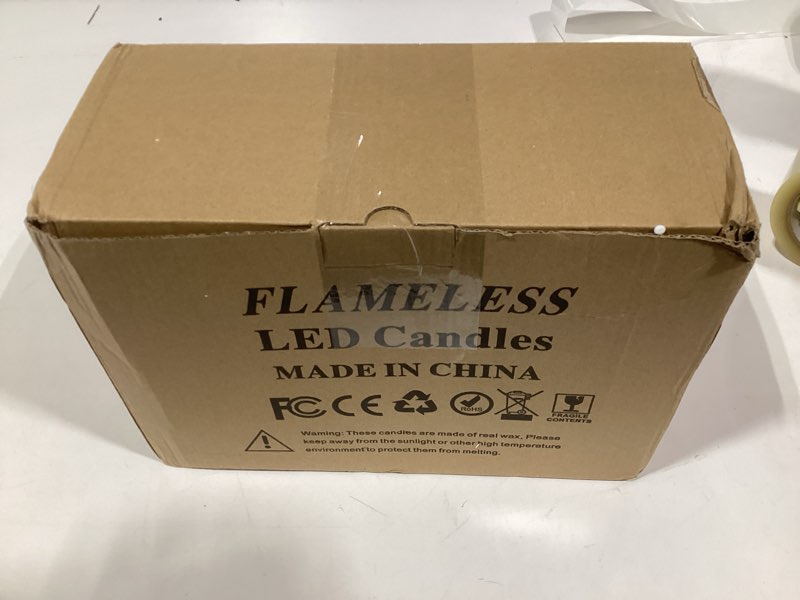 FLAMELESS
LED Candles
MADE IN CHINA
FC CE RoHS
FRAGILE
CONTENTS
Warning: These candles are made of real wax, Please
keep away from the sunlight or other high temperature
environment to protect them from melting.